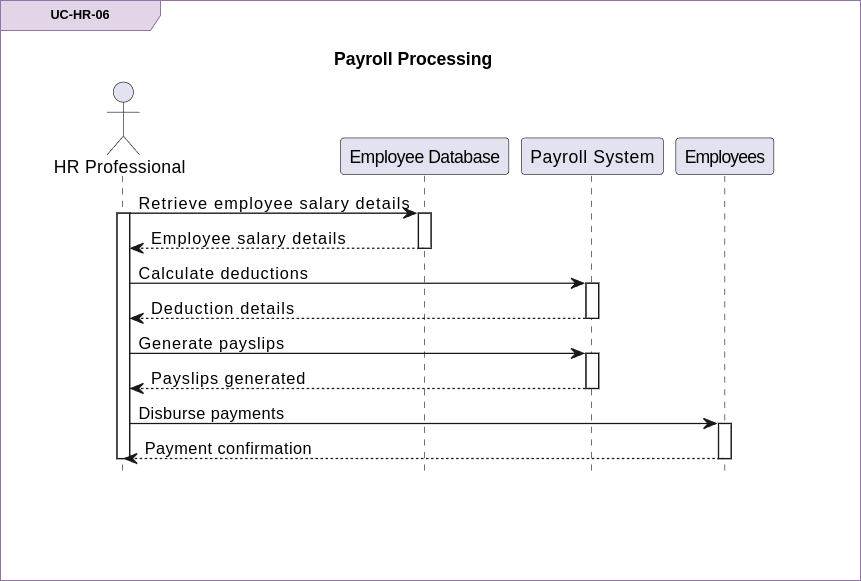 UC-HR-06
Payroll Processing
HR Professional
Employee Database
Payroll System
Employees
Retrieve employee salary details
Employee salary details
Calculate deductions
Deduction details
Generate payslips
Payslips generated
Disburse payments
Payment confirmation